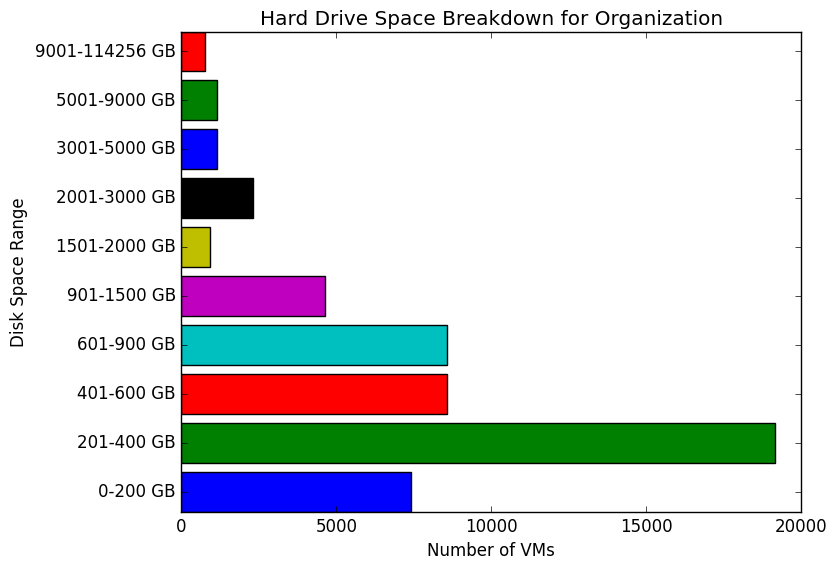 Hard Drive Space Breakdown for Organization
9001-114256 GB
5001-9000 GB
3001-5000 GB
2001-3000 GB
1501-2000 GB
901-1500 GB
601-900 GB
401-600 GB
201-400 GB
0-200 GB
Disk Space Range
0 5000 10000 15000 20000
Number of VMs